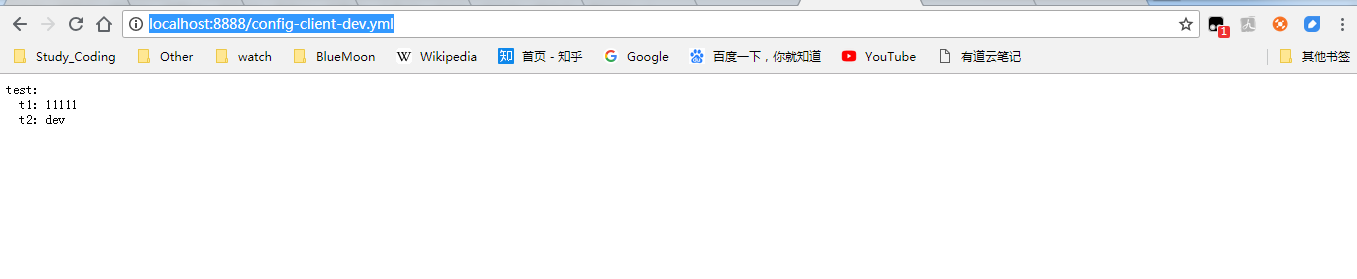 localhost:8888/config-client-dev.yml
1
Study_Coding Other watch BlueMoon W Wikipedia 知 首页 - 知乎 G Google 百度一下，你就知道 YouTube 有道云笔记 其他书签
test:
  t1: 11111
  t2: dev